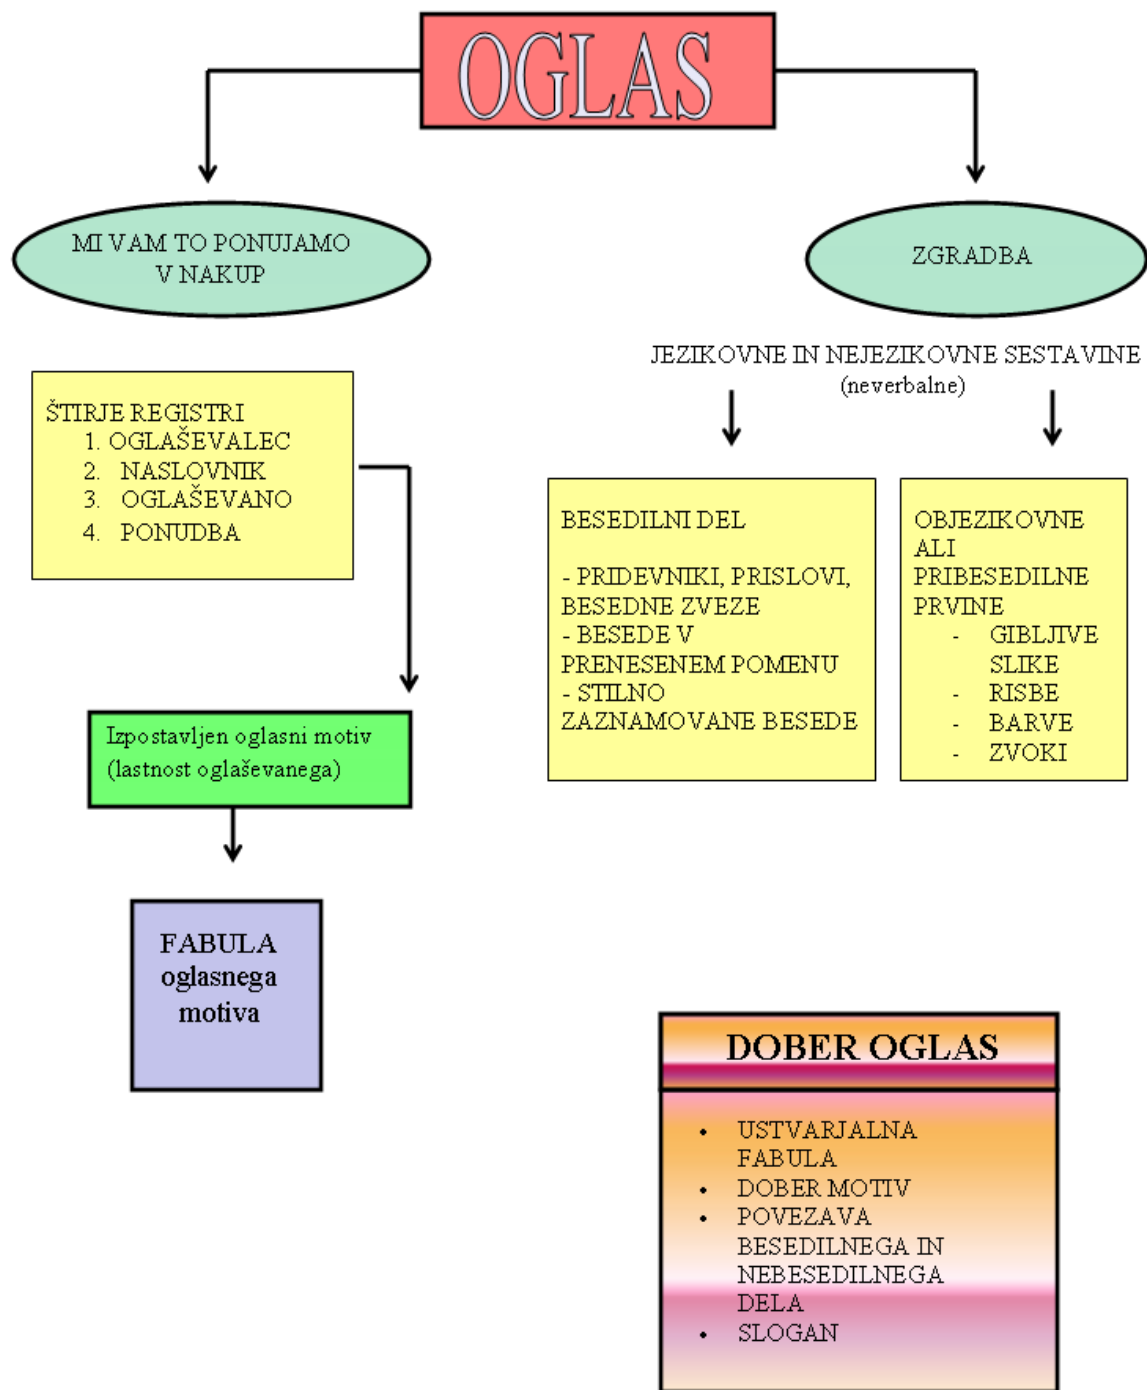 OGLAS
MI VAM TO PONUJAMO
V NAKUP
ZGRADBA
JEZIKOVNE IN NEJEZIKOVNE SESTAVINE
(neverbalne)
ŠTIRJE REGISTRI
1. OGLAŠEVALEC
2. NASLOVNIK
3. OGLAŠEVANO
4. PONUDBA
BESEDILNI DEL
- PRIDEVNIKI, PRISLOVI,
BESEDNE ZVEZE
- BESEDE V
PRENESENEM POMENU
- STILNO
ZAZNAMOVANE BESEDE
OBJEZIKOVNE
ALI
PRIBESEDILNE
PRVINE
- GIBLJIVE
SLIKE
- RISBE
- BARVE
- ZVOKI
Izpostavljen oglasni motiv
(lastnost oglaševanega)
FABULA
oglasnega
motiva
DOBER OGLAS
• USTVARJALNA
FABULA
• DOBER MOTIV
• POVEZAVA
BESEDILNEGA IN
NEBESEDILNEGA
DELA
• SLOGAN